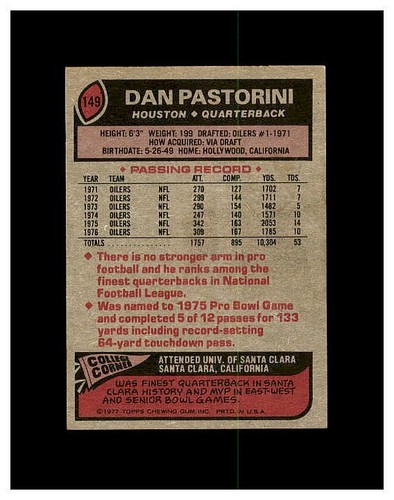 149
DAN PASTORINI
HOUSTON ♦ QUARTERBACK
HEIGHT: 6'3" WEIGHT: 199 DRAFTED: OILERS #1-1971
HOW ACQUIRED: VIA DRAFT
BIRTHDATE: 5-26-49 HOME: HOLLYWOOD, CALIFORNIA
♦ PASSING RECORD ♦
YEAR TEAM ATT. COMP. YDS. TDS.
1971 OILERS NFL 270 127 1702 7
1972 OILERS NFL 299 144 1711 7
1973 OILERS NFL 290 154 1482 5
1974 OILERS NFL 247 140 1571 10
1975 OILERS NFL 342 163 2053 14
1976 OILERS NFL 309 167 1785 10
TOTALS 1757 895 10,304 53
♦ There is no stronger arm in pro
football and he ranks among the
finest quarterbacks in National
Football League.
♦ Was named to 1975 Pro Bowl Game
and completed 5 of 12 passes for 133
yards including record-setting
64-yard touchdown pass.
COLLEGE
CORNER
ATTENDED UNIV. OF SANTA CLARA
SANTA CLARA, CALIFORNIA
WAS FINEST QUARTERBACK IN SANTA
CLARA HISTORY AND MVP IN EAST-WEST
AND SENIOR BOWL GAMES.
©1977 TOPPS CHEWING GUM, INC. PRTD. IN U.S.A.